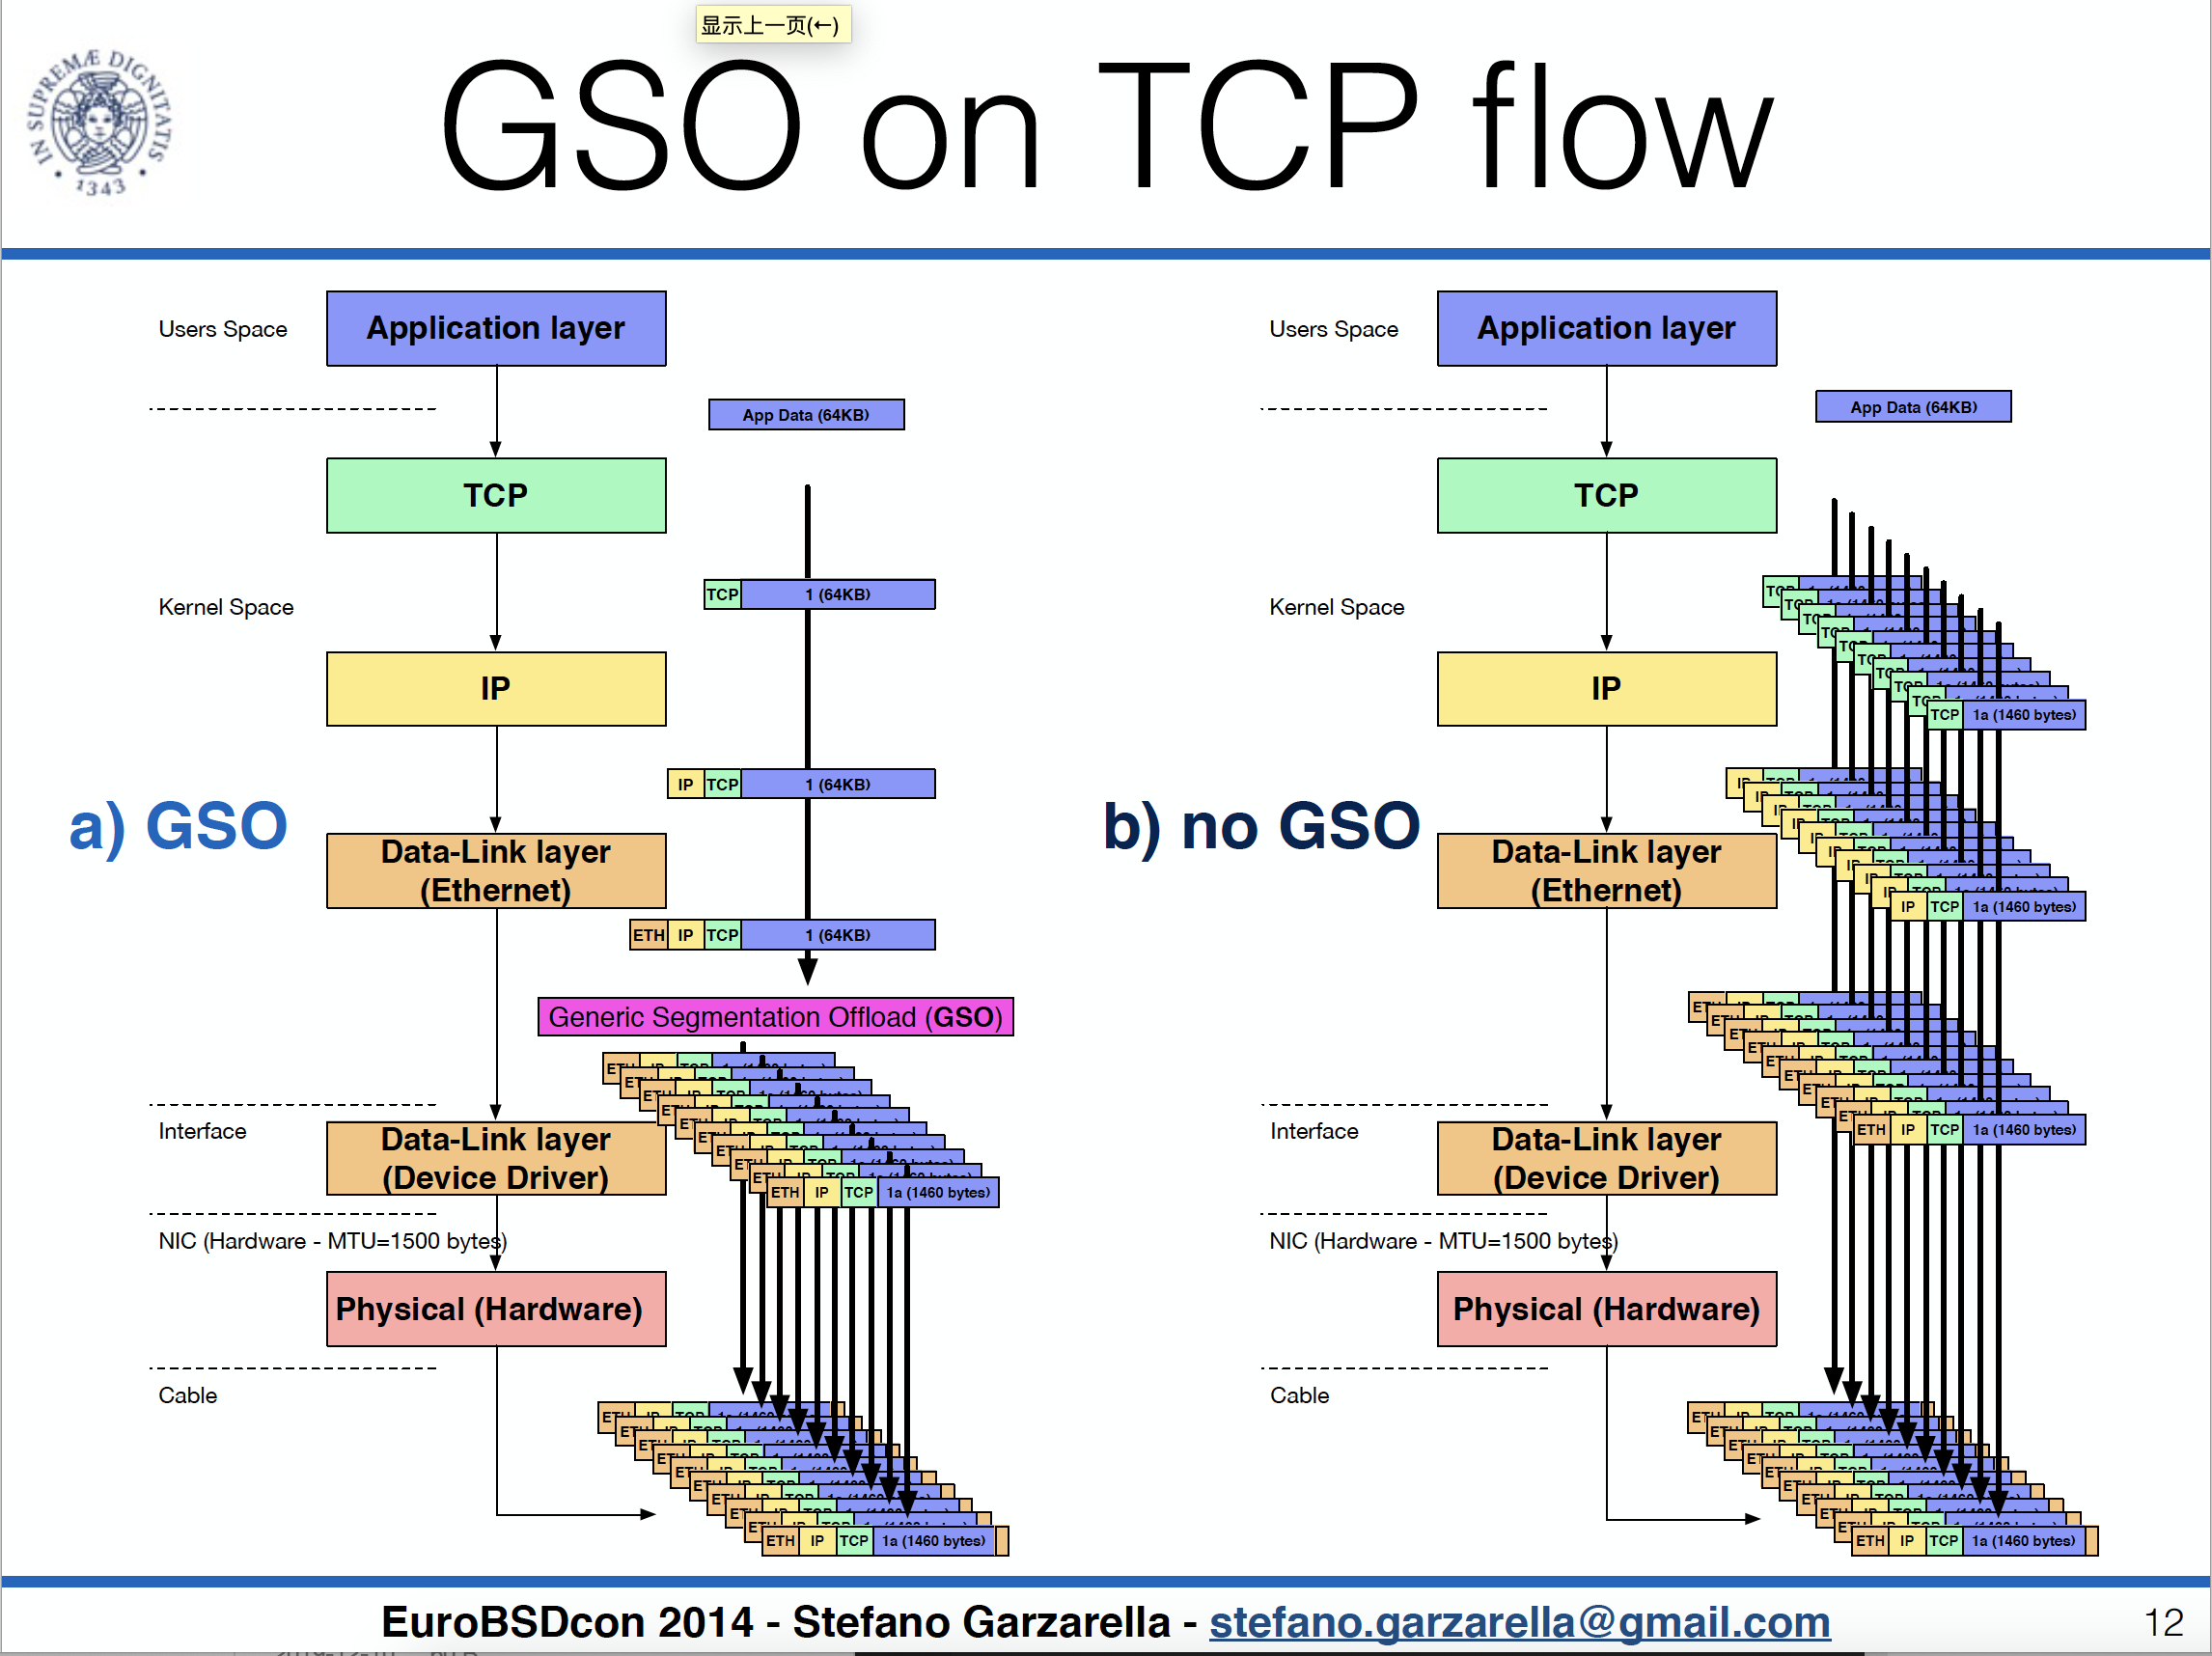 显示上一页(←)
IN SUPREMÆ DIGNITATIS
• 1343 •
GSO on TCP flow
Users Space
Application layer
App Data (64KB)
TCP
TCP 1 (64KB)
Kernel Space
IP
IP TCP 1 (64KB)
a) GSO
Data-Link layer
(Ethernet)
ETH IP TCP 1 (64KB)
Generic Segmentation Offload (GSO)
Interface
Data-Link layer
(Device Driver)
ETH IP TCP 1a (1460 bytes)
NIC (Hardware - MTU=1500 bytes)
Physical (Hardware)
Cable
ETH IP TCP 1a (1460 bytes)
Users Space
Application layer
App Data (64KB)
TCP
Kernel Space
TCP 1a (1460 bytes)
IP
b) no GSO
IP TCP 1a (1460 bytes)
Data-Link layer
(Ethernet)
ETH IP TCP 1a (1460 bytes)
Interface
Data-Link layer
(Device Driver)
NIC (Hardware - MTU=1500 bytes)
Physical (Hardware)
Cable
ETH IP TCP 1a (1460 bytes)
EuroBSDcon 2014 - Stefano Garzarella - stefano.garzarella@gmail.com
12